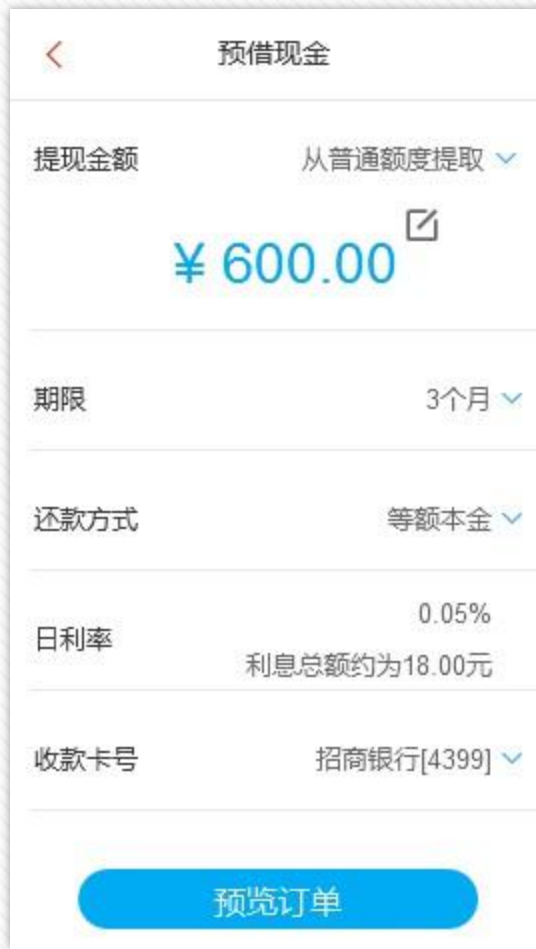 预借现金
提现金额 从普通额度提取
¥ 600.00
期限 3个月
还款方式 等额本金
0.05%
日利率
利息总额约为18.00元
收款卡号 招商银行[4399]
预览订单